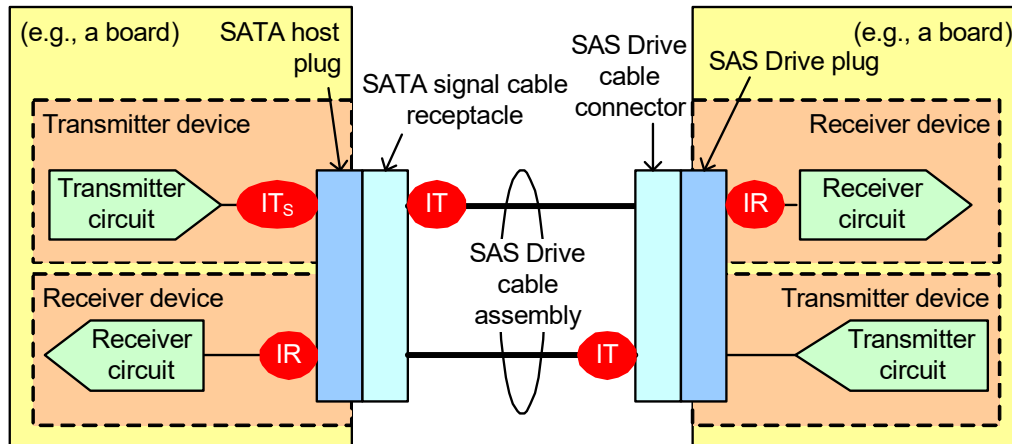 (e.g., a board)
SATA host
plug
SATA signal cable
receptacle
SAS Drive
cable
connector
(e.g., a board)
SAS Drive plug
Transmitter device
Transmitter
circuit
ITS
IT
IR
Receiver device
Receiver
circuit
SAS Drive
cable
assembly
Receiver device
Receiver
circuit
IR
IT
Transmitter device
Transmitter
circuit